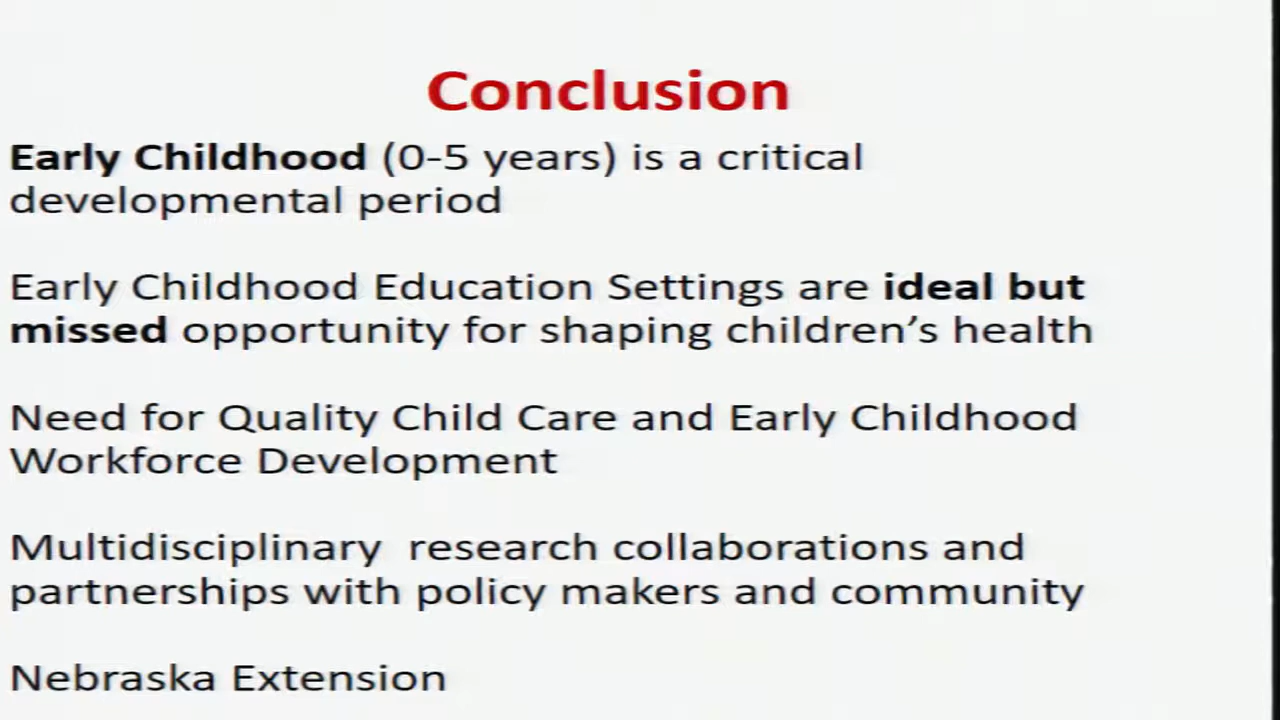 Conclusion
Early Childhood (0-5 years) is a critical
developmental period
Early Childhood Education Settings are ideal but
missed opportunity for shaping children’s health
Need for Quality Child Care and Early Childhood
Workforce Development
Multidisciplinary research collaborations and
partnerships with policy makers and community
Nebraska Extension